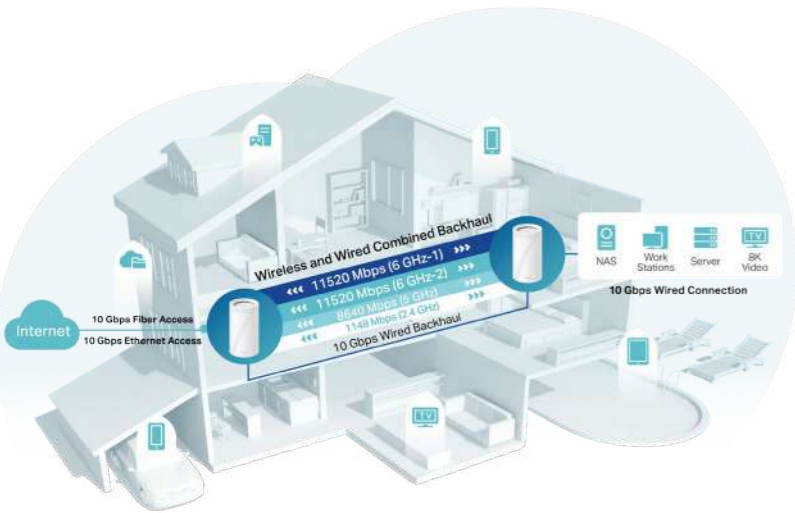 Wireless and Wired Combined Backhaul
11520 Mbps (6 GHz-1)
11520 Mbps (6 GHz-2)
8640 Mbps (5 GHz)
1148 Mbps (2.4 GHz)
10 Gbps Wired Backhaul
Internet
10 Gbps Fiber Access
10 Gbps Ethernet Access
TV
NAS
Work
Stations
Server
8K
Video
10 Gbps Wired Connection
TV